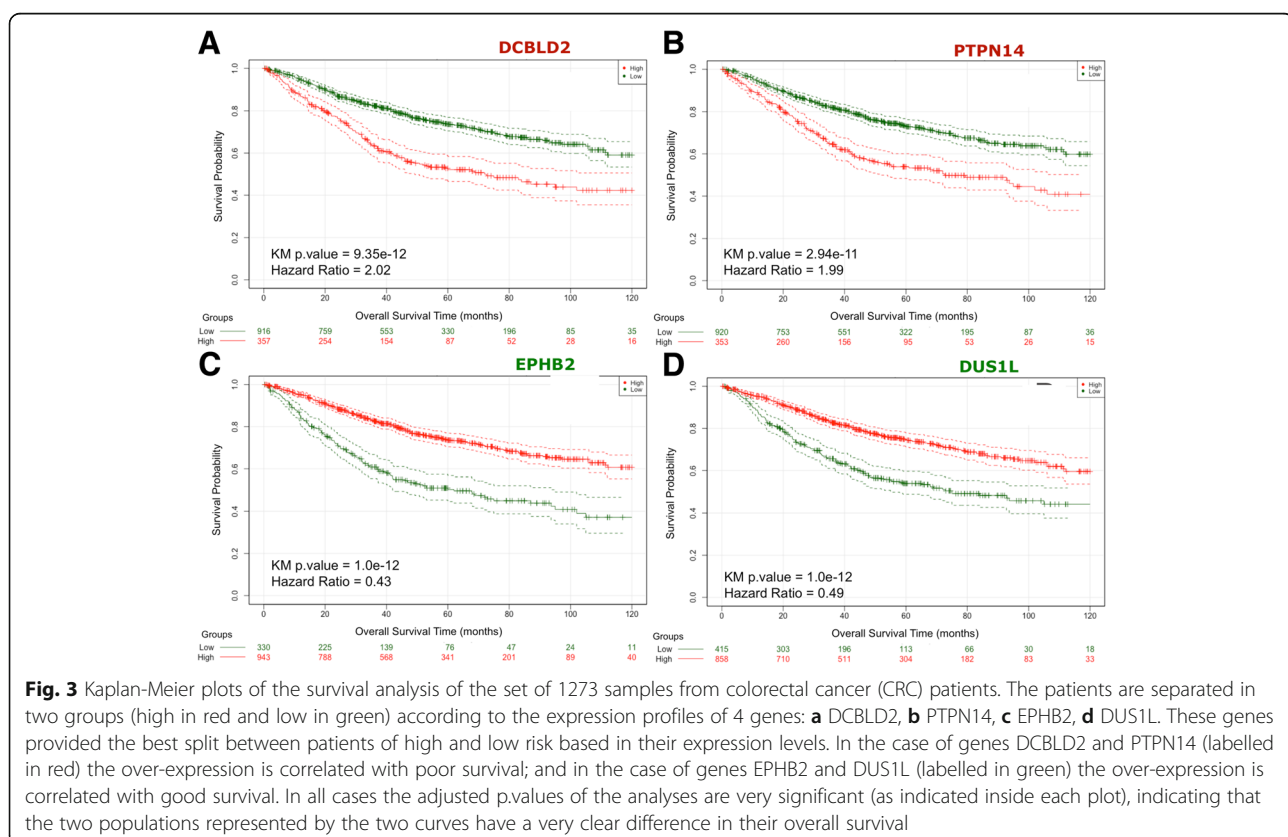 A
DCBLD2
High
Low
1.0
0.8
0.6
0.4
0.2
0.0
Survival Probability
KM p.value = 9.35e-12
Hazard Ratio = 2.02
0 20 40 60 80 100 120
Overall Survival Time (months)
Groups
Low 916 759 553 330 196 85 35
High 357 254 154 87 52 28 16
B
PTPN14
High
Low
1.0
0.8
0.6
0.4
0.2
0.0
Survival Probability
KM p.value = 2.94e-11
Hazard Ratio = 1.99
0 20 40 60 80 100 120
Overall Survival Time (months)
Groups
Low 920 753 551 322 195 87 36
High 353 260 156 95 53 26 15
C
EPHB2
High
Low
1.0
0.8
0.6
0.4
0.2
0.0
Survival Probability
KM p.value = 1.0e-12
Hazard Ratio = 0.43
0 20 40 60 80 100 120
Overall Survival Time (months)
Groups
Low 330 225 139 76 47 24 11
High 943 788 568 341 201 89 40
D
DUS1L
High
Low
1.0
0.8
0.6
0.4
0.2
0.0
Survival Probability
KM p.value = 1.0e-12
Hazard Ratio = 0.49
0 20 40 60 80 100 120
Overall Survival Time (months)
Groups
Low 415 303 196 113 66 30 18
High 858 710 511 304 182 83 33
Fig. 3 Kaplan-Meier plots of the survival analysis of the set of 1273 samples from colorectal cancer (CRC) patients. The patients are separated in
two groups (high in red and low in green) according to the expression profiles of 4 genes: a DCBLD2, b PTPN14, c EPHB2, d DUS1L. These genes
provided the best split between patients of high and low risk based in their expression levels. In the case of genes DCBLD2 and PTPN14 (labelled
in red) the over-expression is correlated with poor survival; and in the case of genes EPHB2 and DUS1L (labelled in green) the over-expression is
correlated with good survival. In all cases the adjusted p.values of the analyses are very significant (as indicated inside each plot), indicating that
the two populations represented by the two curves have a very clear difference in their overall survival